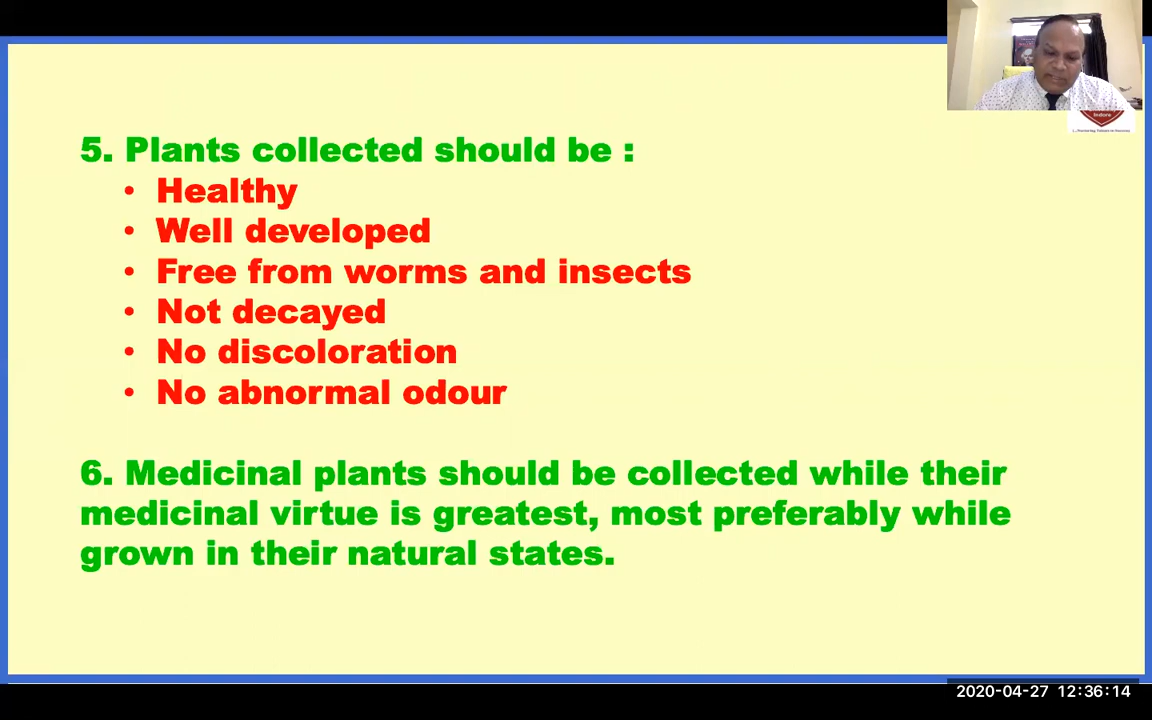 Indore
5. Plants collected should be :
• Healthy
• Well developed
• Free from worms and insects
• Not decayed
• No discoloration
• No abnormal odour
6. Medicinal plants should be collected while their
medicinal virtue is greatest, most preferably while
grown in their natural states.
2020-04-27 12:36:14